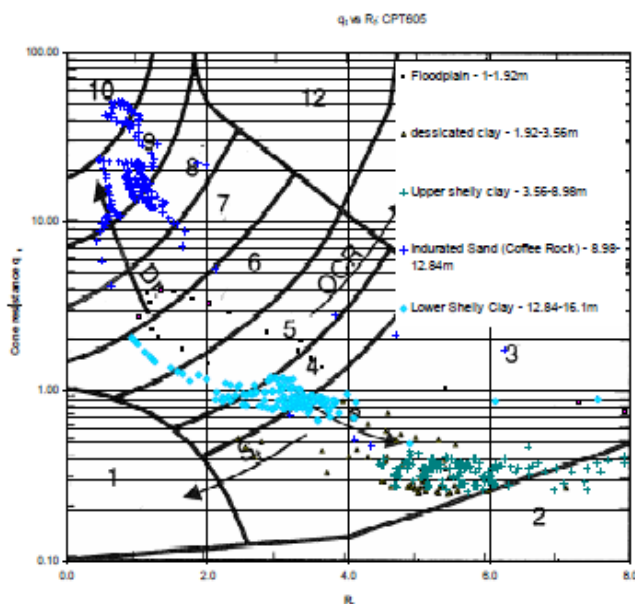 qt vs Rf: CPT605
100.00
10.00
1.00
0.10
Cone resistance qt
0.0
2.0
4.0
6.0
8.0
10
9
8
7
6
5
4
3
12
1
2
OCR
Floodplain - 1-1.92m
dessicated clay - 1.92-3.56m
Upper shelly clay - 3.56-8.98m
Indurated Sand (Coffee Rock) - 8.98-
12.84m
Lower Shelly Clay - 12.84-16.1m